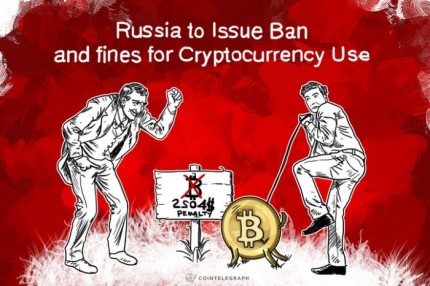 Russia to Issue Ban
and fines for Cryptocurrency Use
2504$
PENALTY
COINTELEGRAPH